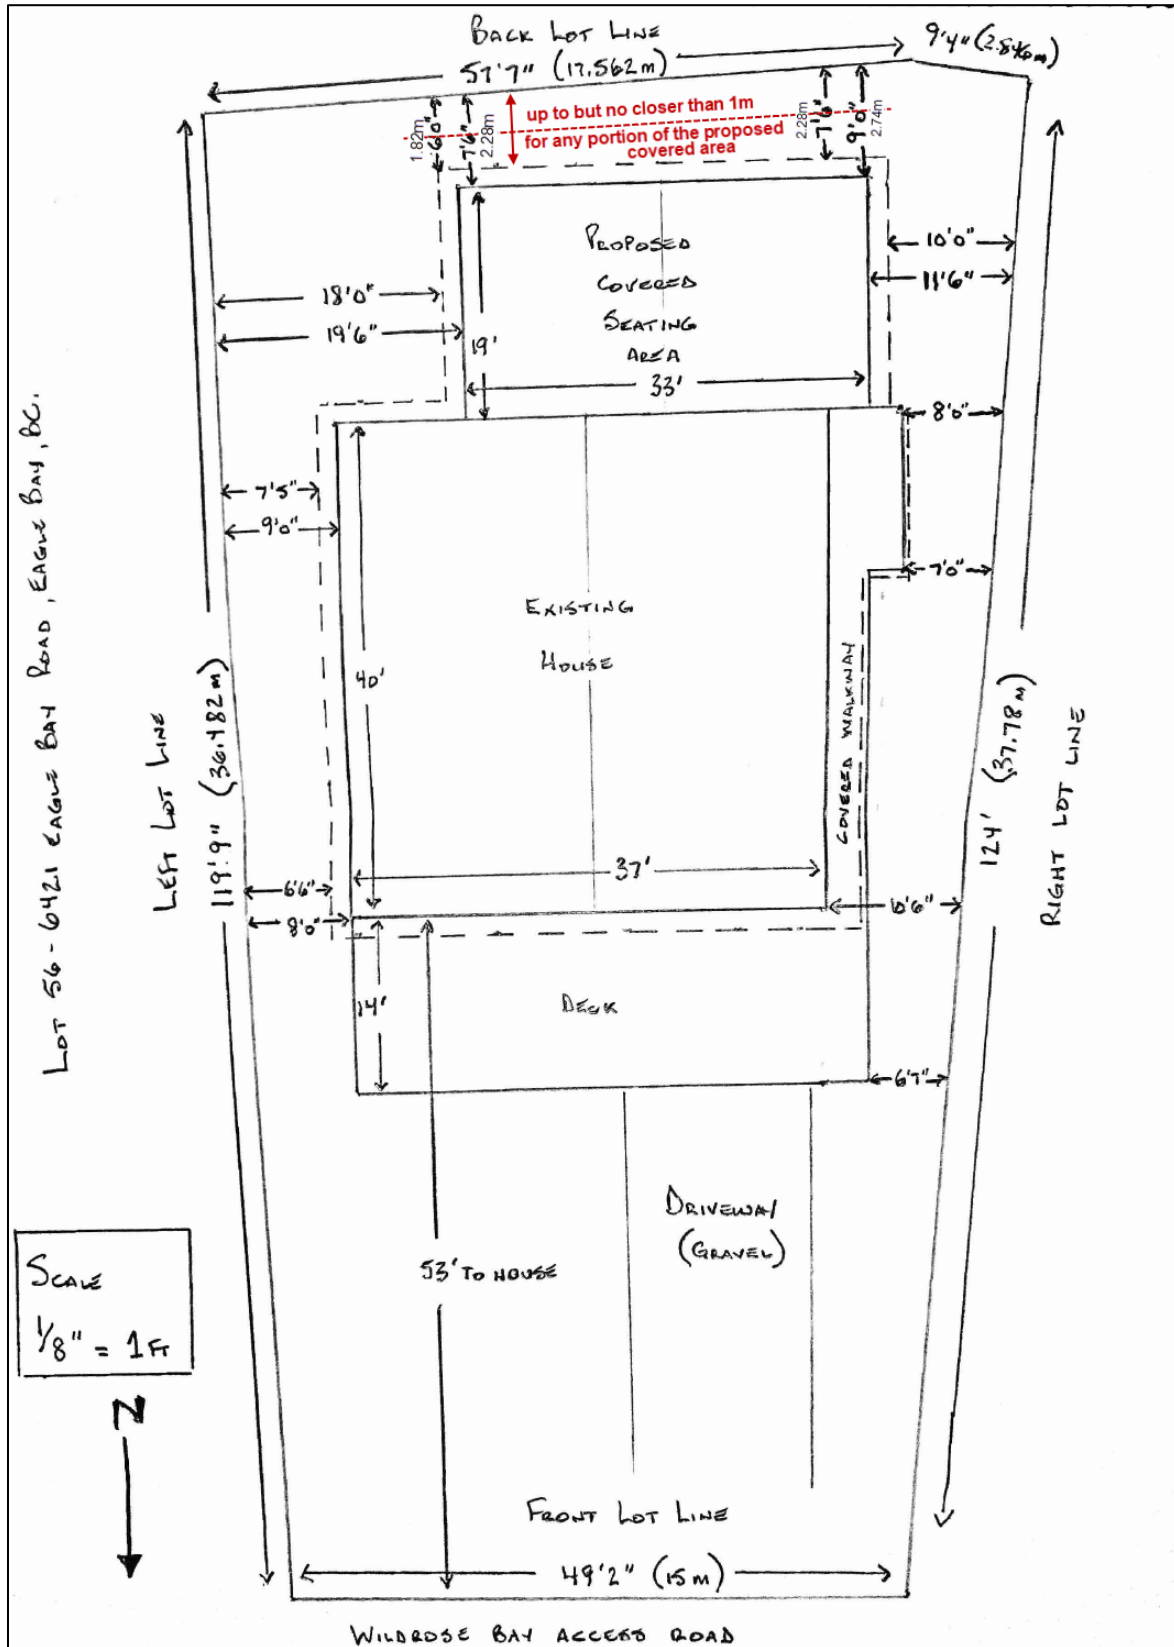 BACK LOT LINE
57'7" (17.562m)
9'4" (2.846m)
up to but no closer than 1m
for any portion of the proposed
covered area
1.82m
6'0"
7'6"
2.28m
2.28m
7'6"
9'0"
2.74m
PROPOSED
COVERED
SEATING
AREA
10'0"
11'6"
18'0"
19'6"
19'
33'
8'0"
7'5"
9'0"
7'0"
EXISTING
HOUSE
40'
COVERED WALKWAY
LOT 56 - 6421 EAGLE BAY ROAD, EAGLE BAY, BC.
LEFT LOT LINE
119'9" (36.482m)
124' (37.78m)
RIGHT LOT LINE
37'
6'6"
8'0"
10'6"
14'
DECK
6'7"
DRIVEWAY
(GRAVEL)
53' TO HOUSE
SCALE
1/8" = 1FT
N
FRONT LOT LINE
49'2" (15m)
WILDROSE BAY ACCESS ROAD